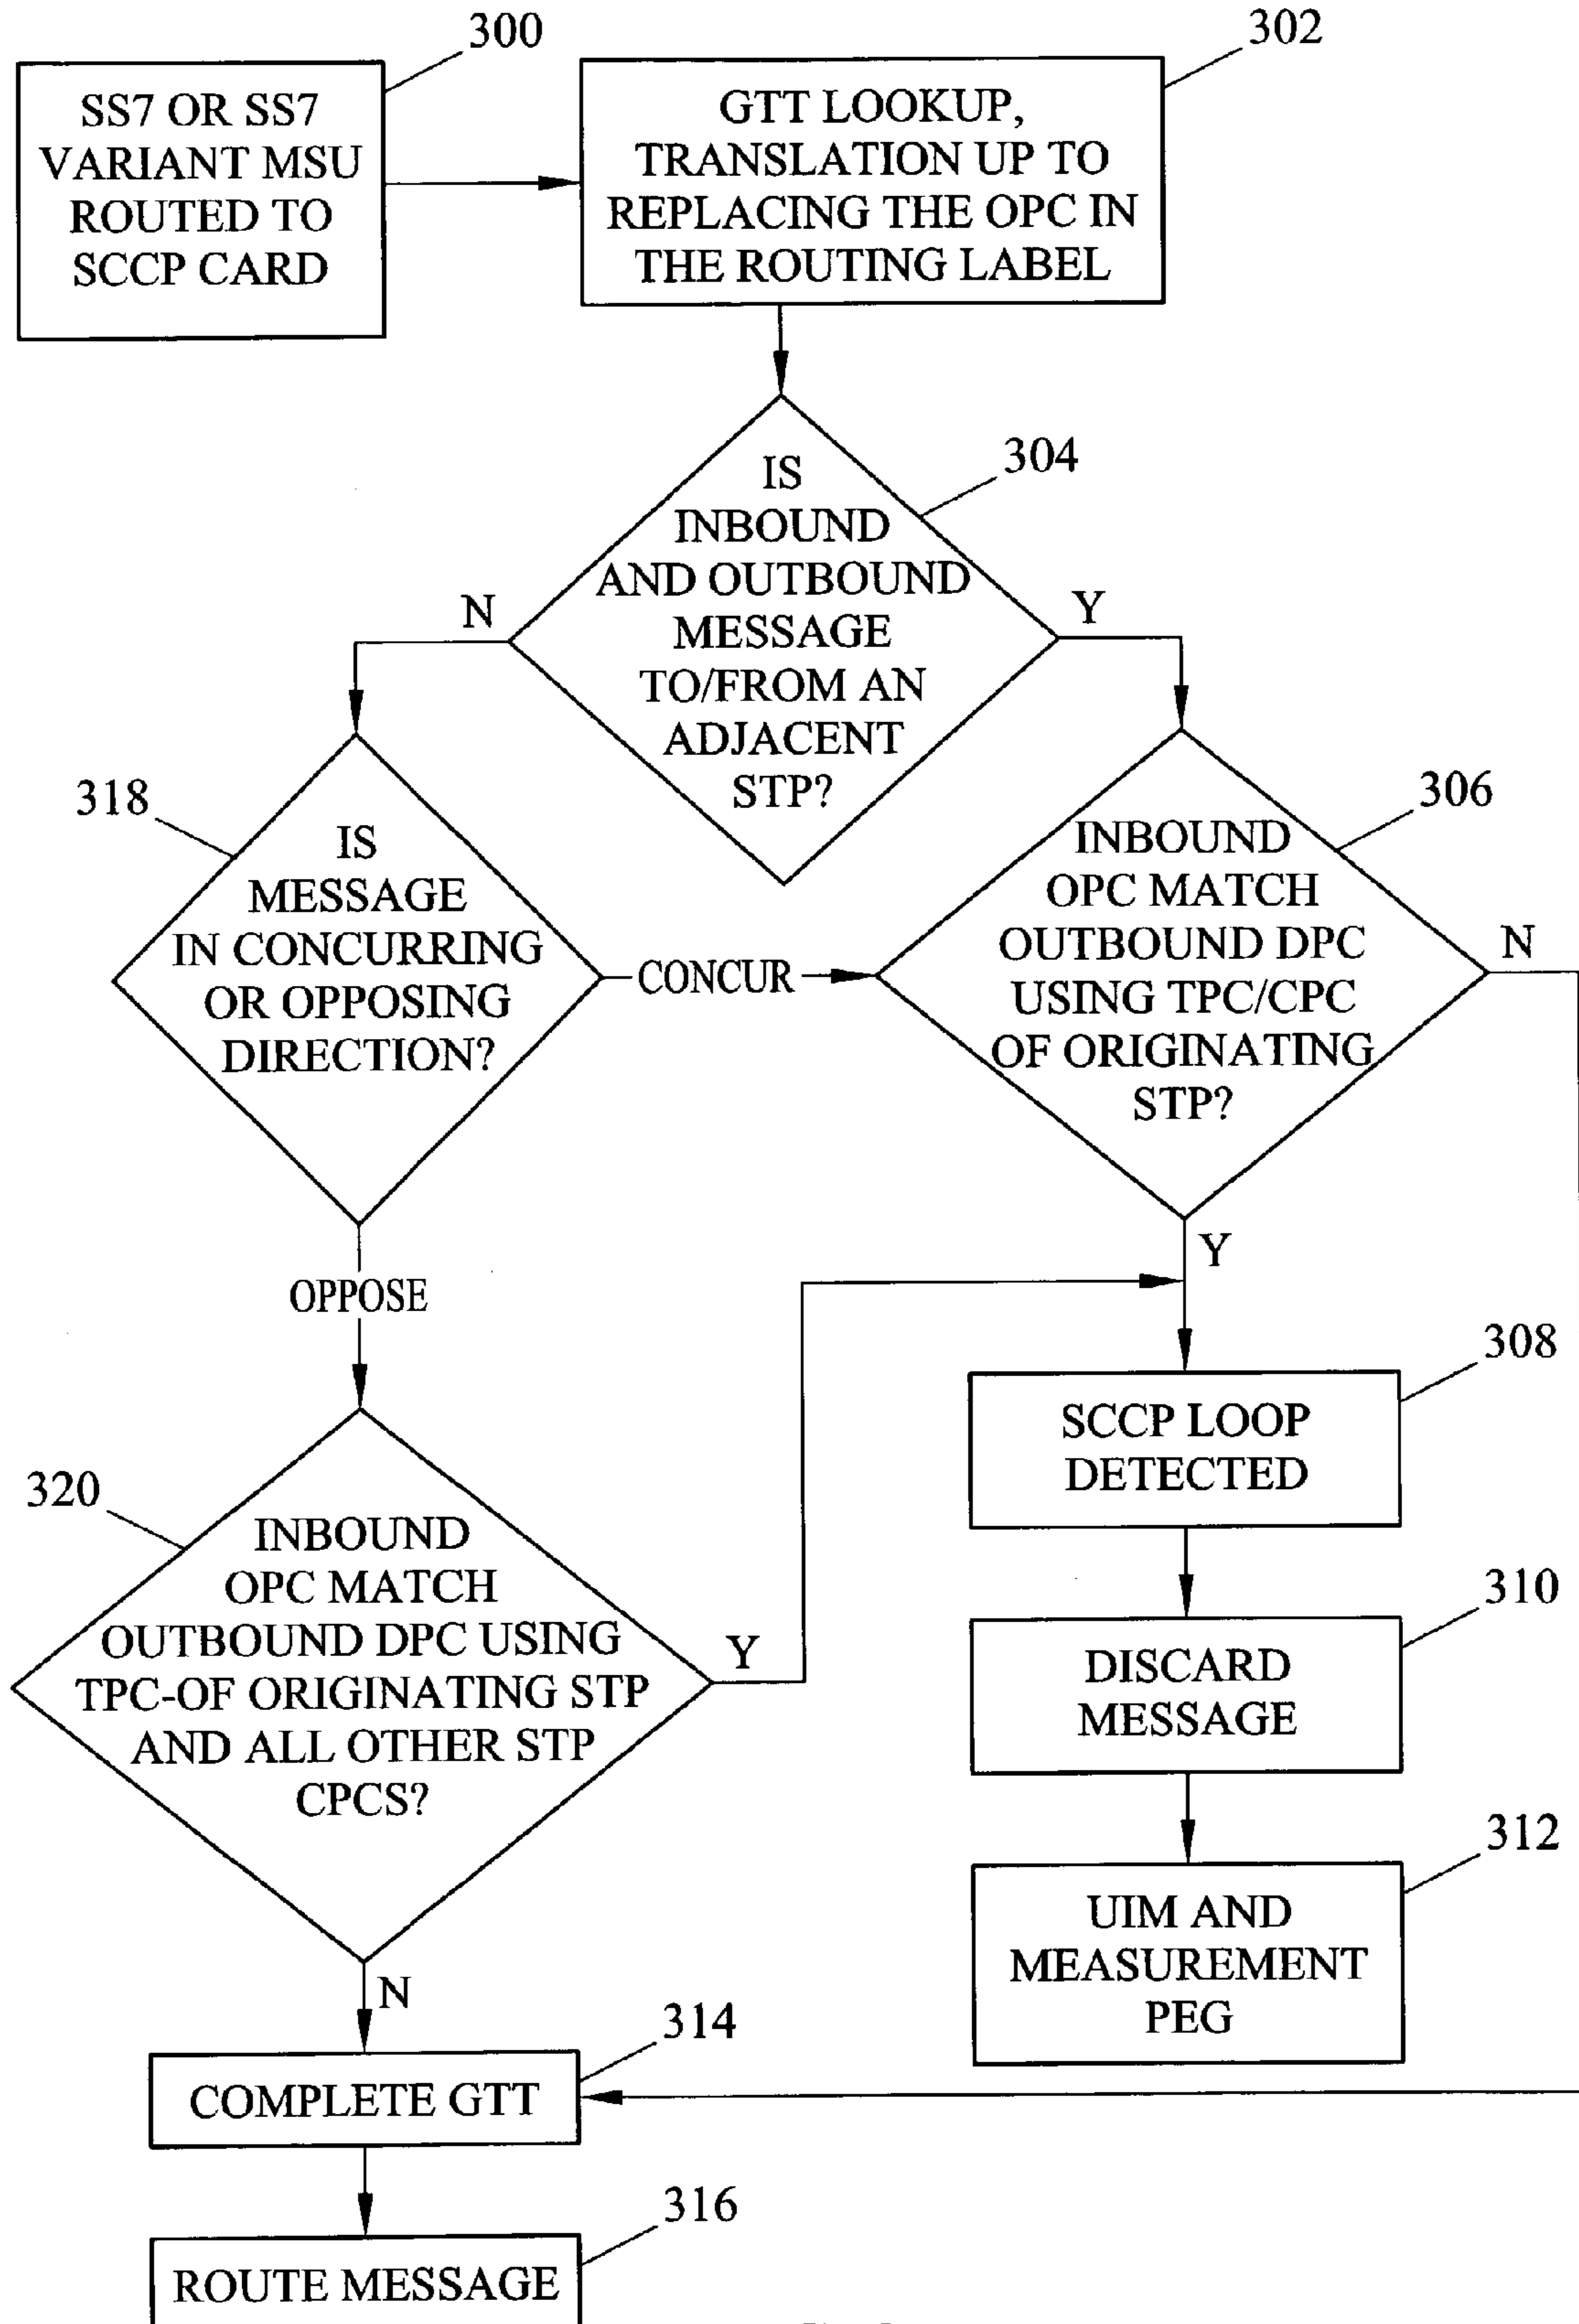 300
SS7 OR SS7
VARIANT MSU
ROUTED TO
SCCP CARD
302
GTT LOOKUP,
TRANSLATION UP TO
REPLACING THE OPC IN
THE ROUTING LABEL
304
IS
INBOUND
AND OUTBOUND
MESSAGE
TO/FROM AN
ADJACENT
STP?
N
Y
318
IS
MESSAGE
IN CONCURRING
OR OPPOSING
DIRECTION?
CONCUR
306
INBOUND
OPC MATCH
OUTBOUND DPC
USING TPC/CPC
OF ORIGINATING
STP?
N
Y
OPPOSE
308
SCCP LOOP
DETECTED
320
INBOUND
OPC MATCH
OUTBOUND DPC USING
TPC-OF ORIGINATING STP
AND ALL OTHER STP
CPCS?
Y
N
310
DISCARD
MESSAGE
312
UIM AND
MEASUREMENT
PEG
314
COMPLETE GTT
316
ROUTE MESSAGE